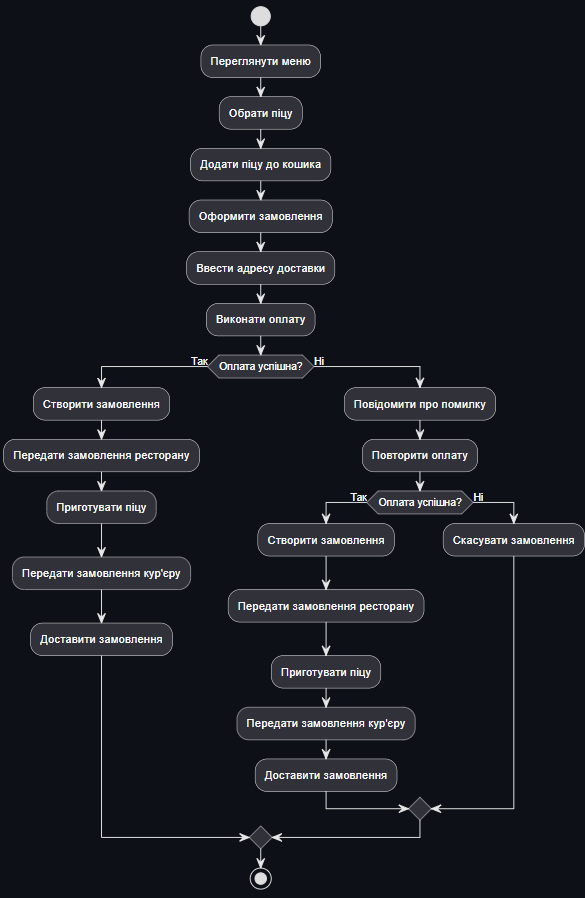 Переглянути меню
Обрати піцу
Додати піцу до кошика
Оформити замовлення
Ввести адресу доставки
Виконати оплату
Так
Оплата успішна?
Ні
Створити замовлення
Передати замовлення ресторану
Приготувати піцу
Передати замовлення кур'єру
Доставити замовлення
Повідомити про помилку
Повторити оплату
Так
Оплата успішна?
Ні
Створити замовлення
Передати замовлення ресторану
Приготувати піцу
Передати замовлення кур'єру
Доставити замовлення
Скасувати замовлення